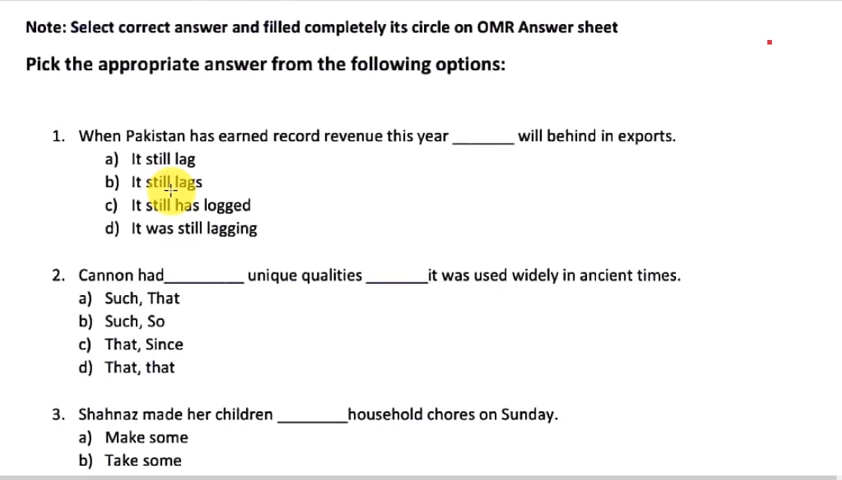 Note: Select correct answer and filled completely its circle on OMR Answer sheet
Pick the appropriate answer from the following options:
1. When Pakistan has earned record revenue this year ______ will behind in exports.
a) It still lag
b) It still lags
c) It still has logged
d) It was still lagging
2. Cannon had________ unique qualities ______it was used widely in ancient times.
a) Such, That
b) Such, So
c) That, Since
d) That, that
3. Shahnaz made her children _______household chores on Sunday.
a) Make some
b) Take some